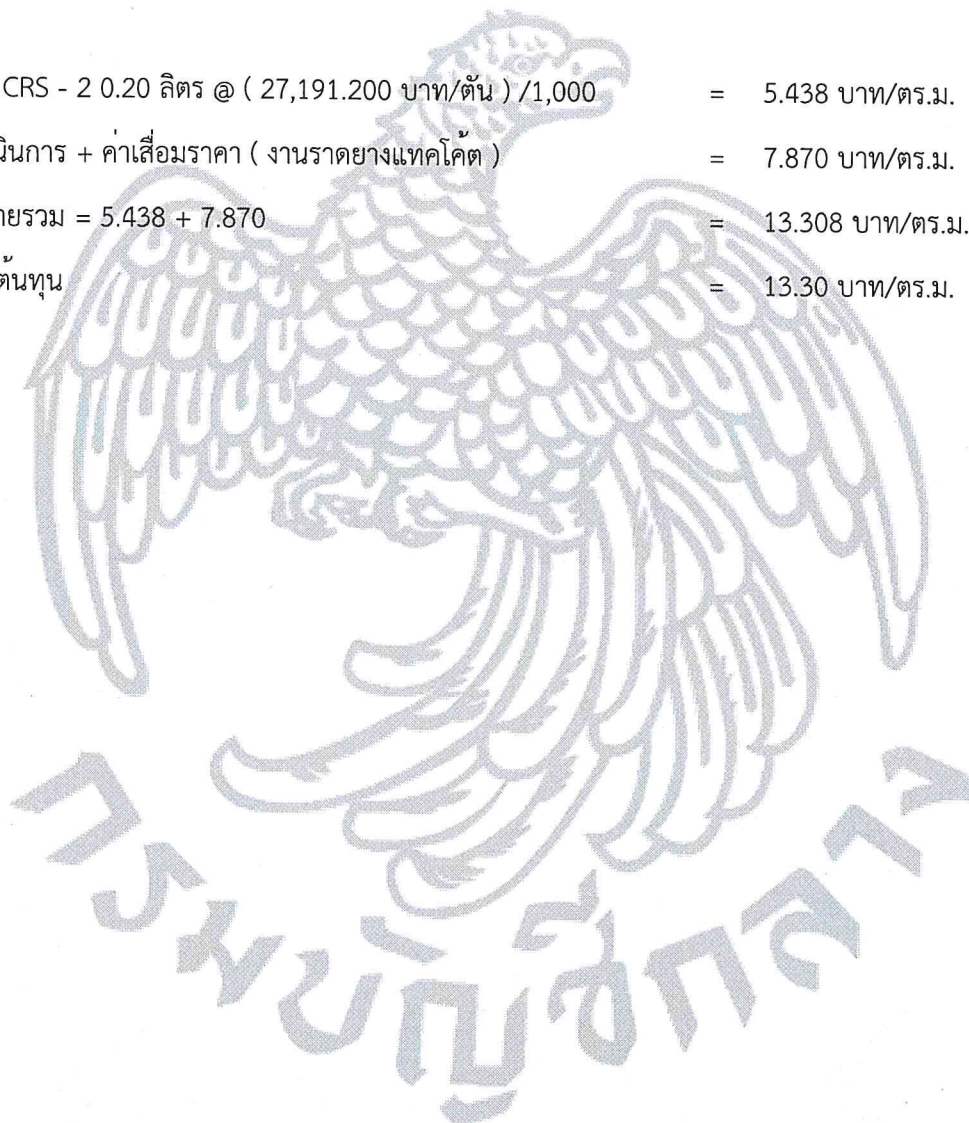 CRS - 2 0.20 ลิตร @ ( 27,191.200 บาท/ตัน ) /1,000 = 5.438 บาท/ตร.ม.
นินการ + ค่าเสื่อมราคา ( งานราดยางแทคโค้ต ) = 7.870 บาท/ตร.ม.
ายรวม = 5.438 + 7.870 = 13.308 บาท/ตร.ม.
ต้นทุน = 13.30 บาท/ตร.ม.
กรมบัญชีกลาง